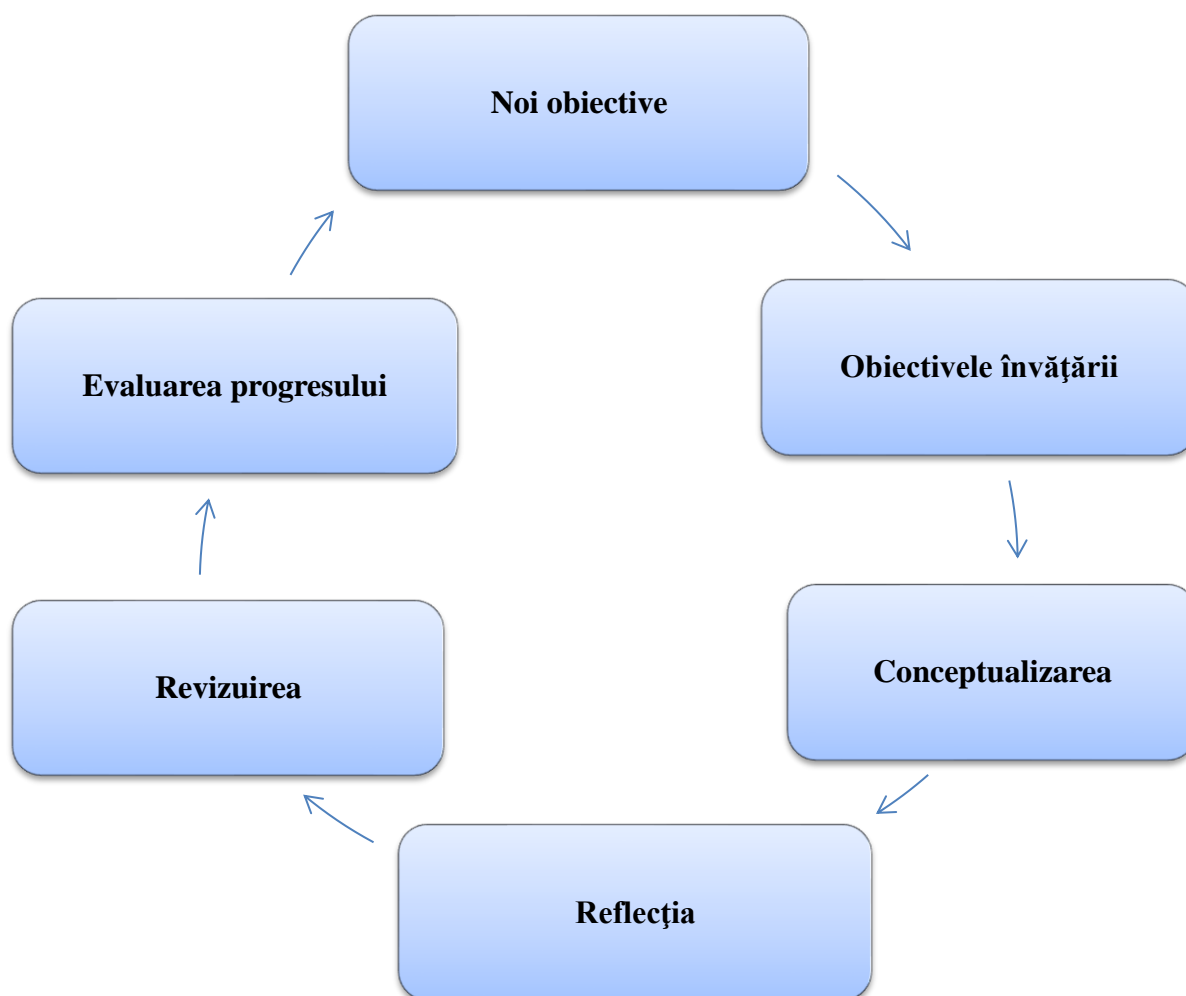 Noi obiective
Obiectivele învăţării
Conceptualizarea
Reflecţia
Revizuirea
Evaluarea progresului